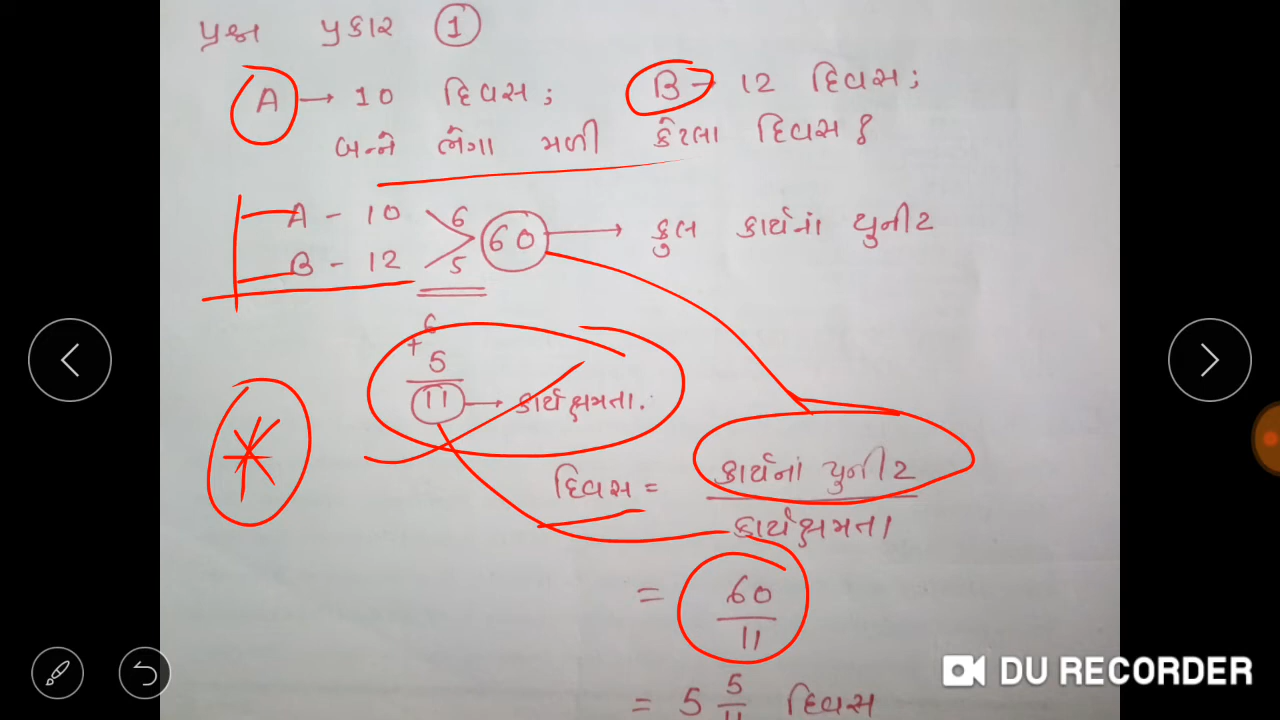 પ્રશ્ન પ્રકાર 1
A → 10 દિવસ; B → 12 દિવસ;
બન્ને ભેગા મળી કેટલા દિવસ ?
A - 10 6
60 → કુલ કાર્યનાં યુનીટ
B - 12 5
6
+ 5
11 → કાર્યક્ષમતા.
*
દિવસ = કાર્યનાં યુનીટ
કાર્યક્ષમતા
= 60
11
= 5 5/11 દિવસ
DU RECORDER